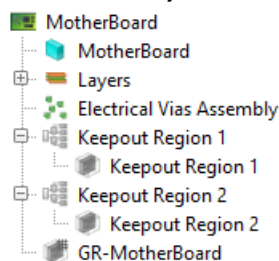 MotherBoard
MotherBoard
Layers
Electrical Vias Assembly
Keepout Region 1
Keepout Region 1
Keepout Region 2
Keepout Region 2
GR-MotherBoard